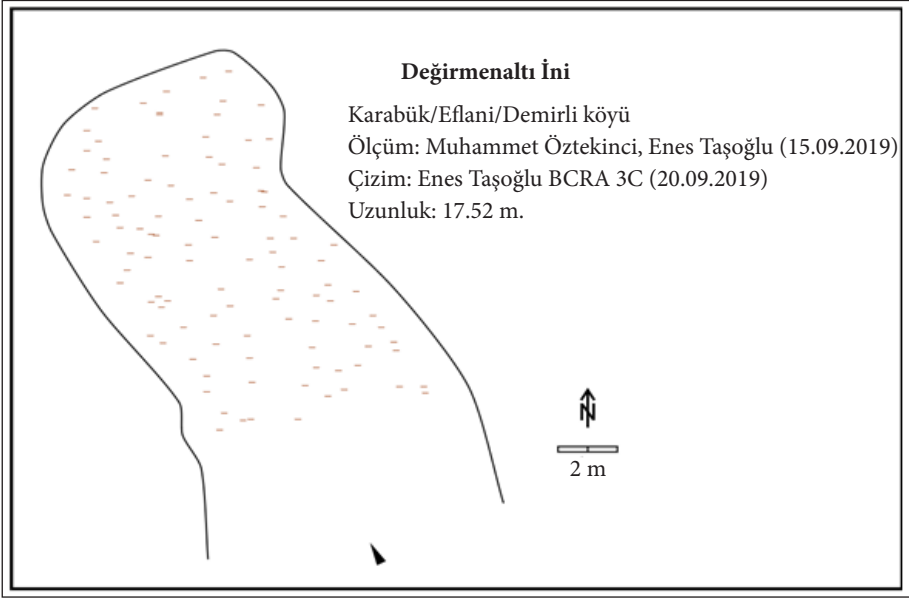 Değirmenaltı İni
Karabük/Eflani/Demirli köyü
Ölçüm: Muhammet Öztekinci, Enes Taşoğlu (15.09.2019)
Çizim: Enes Taşoğlu BCRA 3C (20.09.2019)
Uzunluk: 17.52 m.
N
2 m